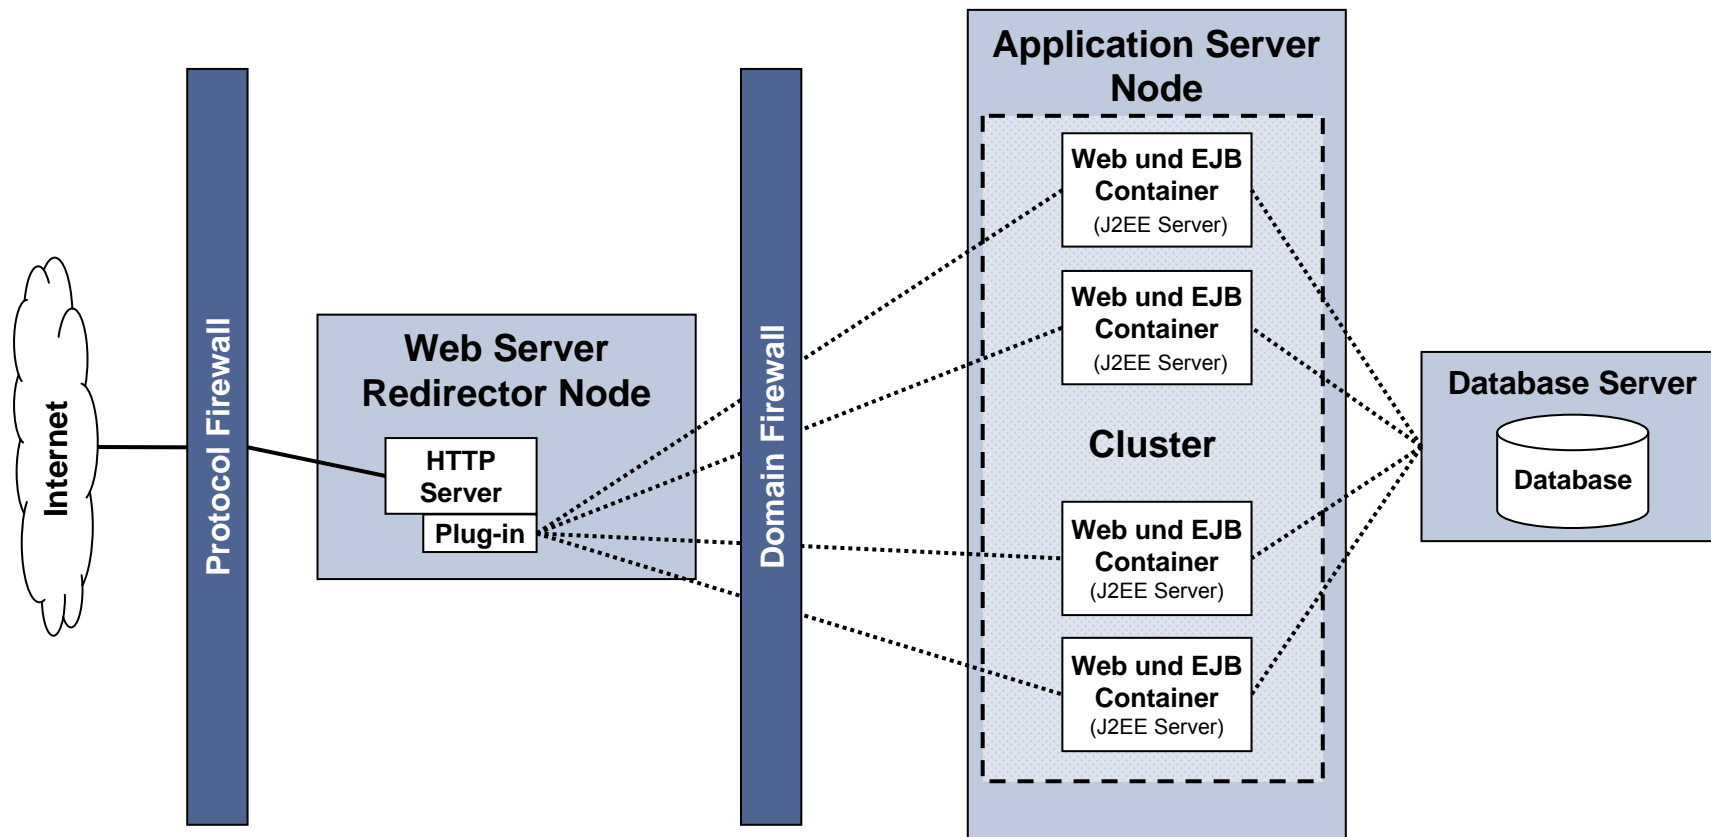 Internet
Protocol Firewall
Web Server
Redirector Node
HTTP
Server
Plug-in
Domain Firewall
Application Server
Node
Web und EJB
Container
(J2EE Server)
Web und EJB
Container
(J2EE Server)
Cluster
Web und EJB
Container
(J2EE Server)
Web und EJB
Container
(J2EE Server)
Database Server
Database